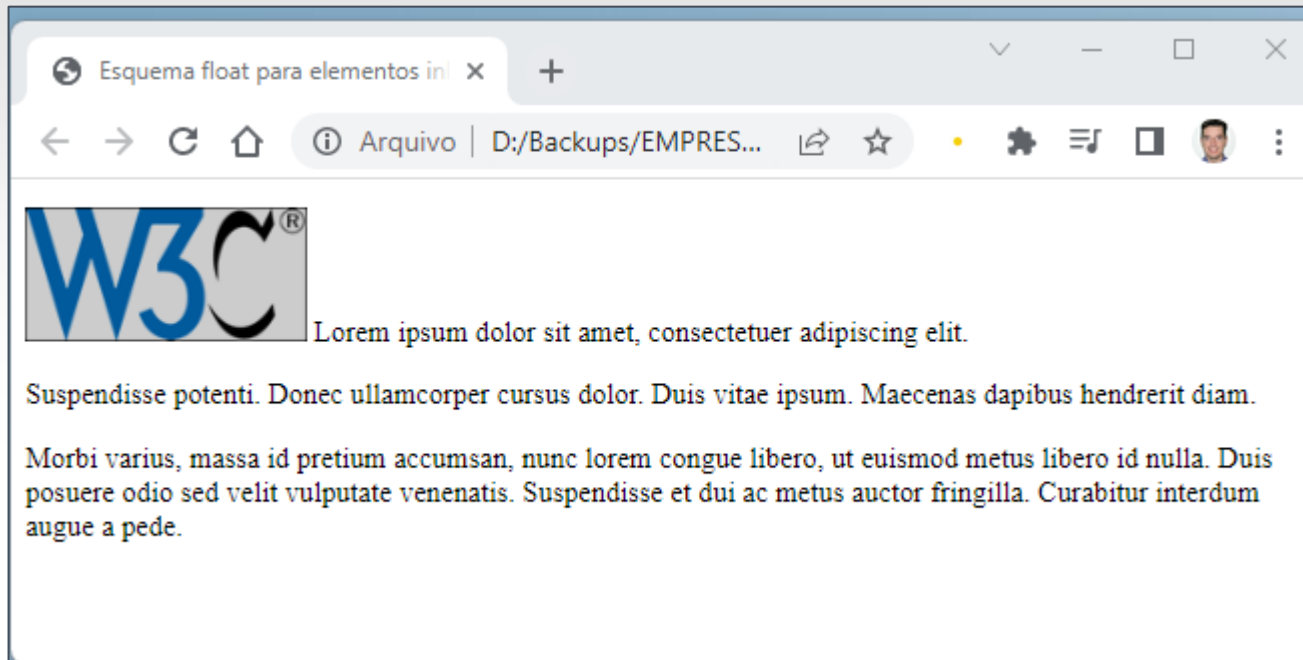 Esquema float para elementos inl
Arquivo D:/Backups/EMPRES...
W3C®
Lorem ipsum dolor sit amet, consectetuer adipiscing elit.
Suspendisse potenti. Donec ullamcorper cursus dolor. Duis vitae ipsum. Maecenas dapibus hendrerit diam.
Morbi varius, massa id pretium accumsan, nunc lorem congue libero, ut euismod metus libero id nulla. Duis
posuere odio sed velit vulputate venenatis. Suspendisse et dui ac metus auctor fringilla. Curabitur interdum
augue a pede.